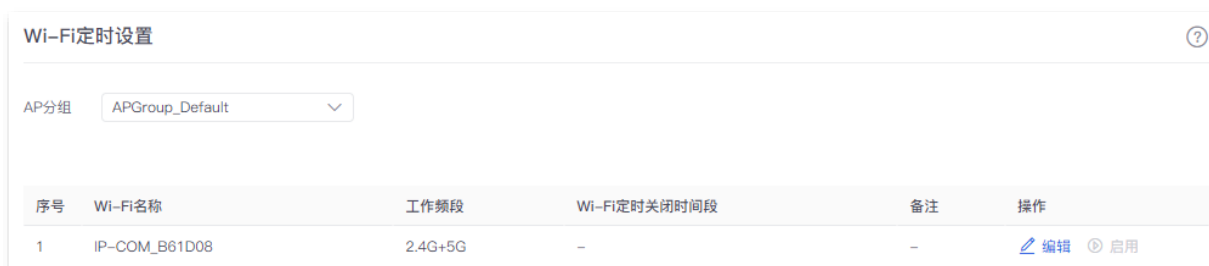 Wi-Fi定时设置
AP分组 APGroup_Default
序号 Wi-Fi名称 工作频段 Wi-Fi定时关闭时间段 备注 操作
1 IP-COM_B61D08 2.4G+5G - - 编辑 启用